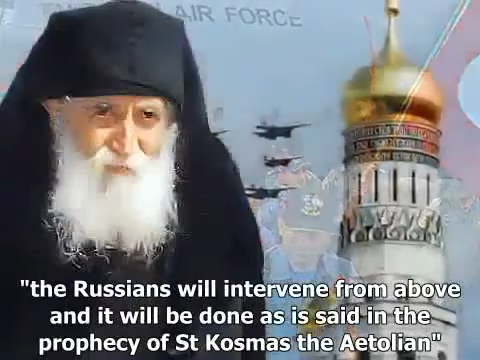 AIR FORCE
"the Russians will intervene from above
and it will be done as is said in the
prophecy of St Kosmas the Aetolian"